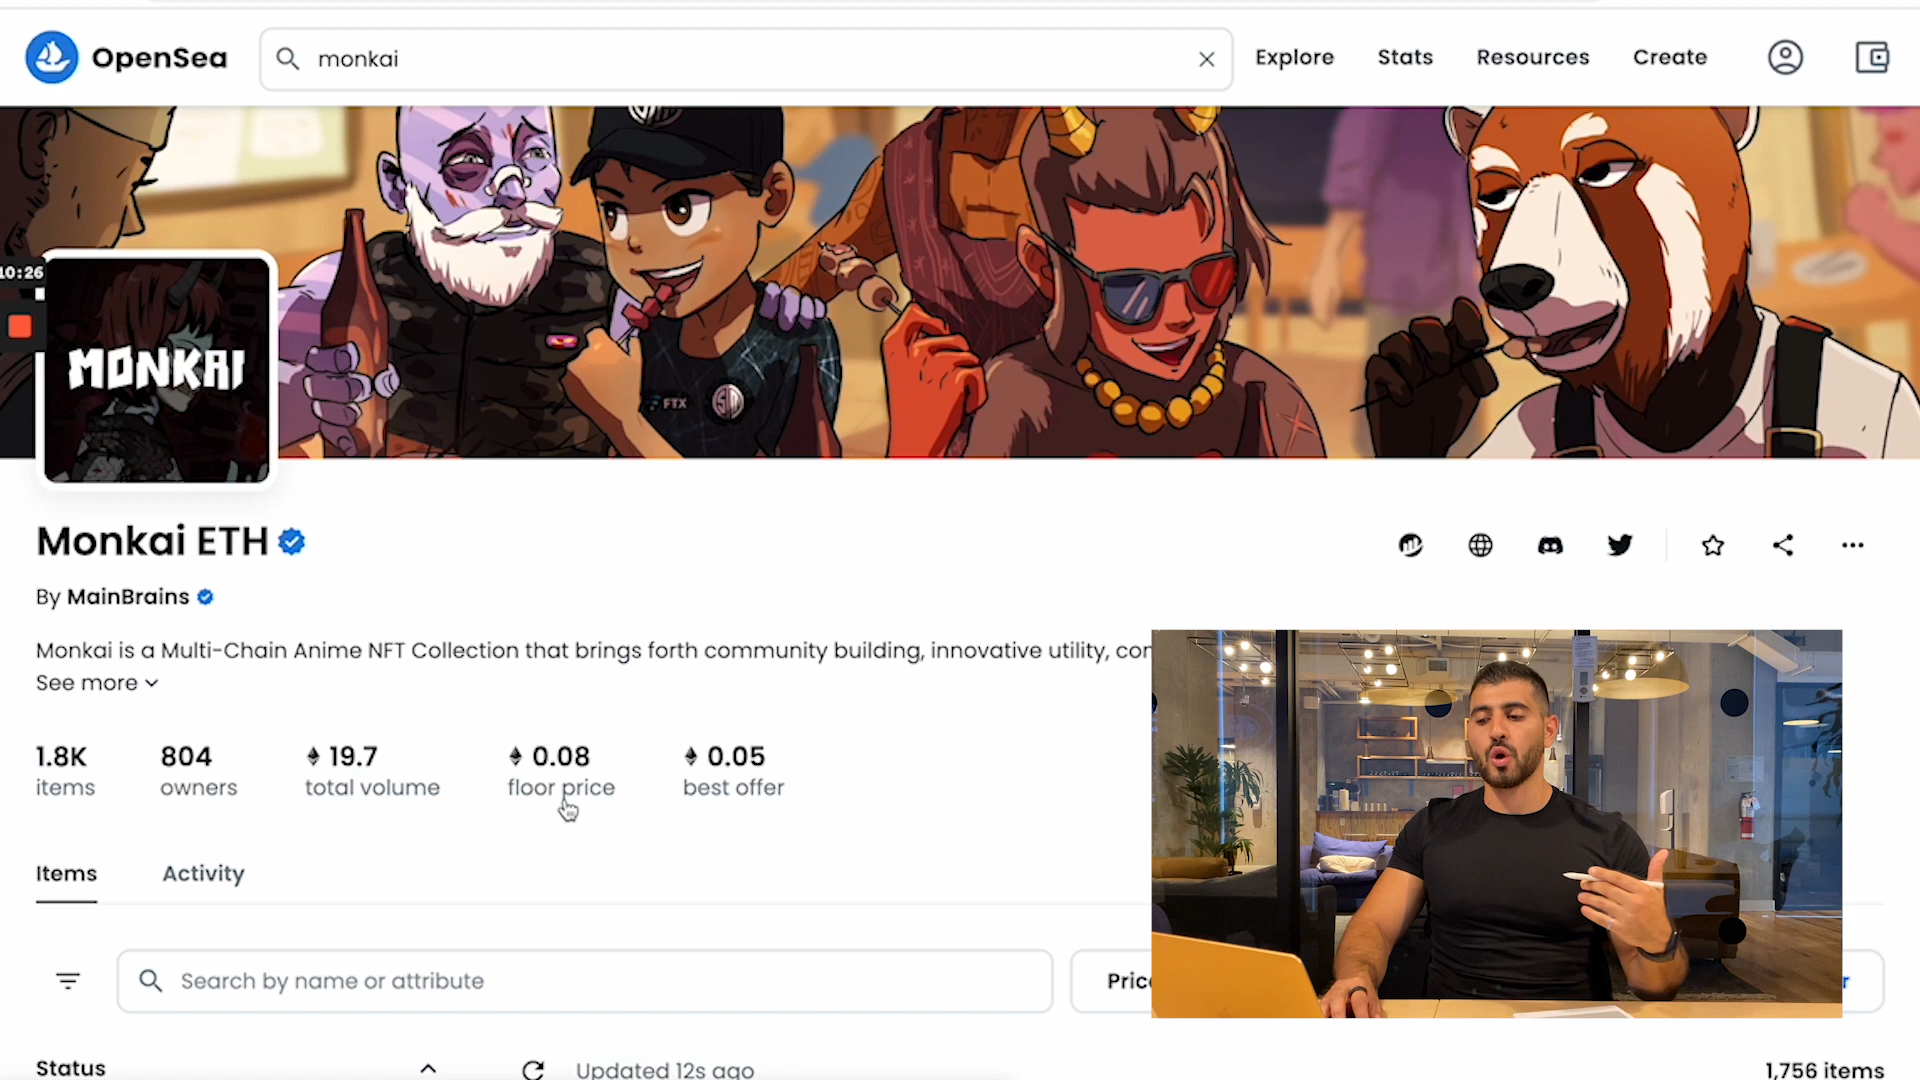 OpenSea
monkai
Explore
Stats
Resources
Create
10:26
MONKAI
FTX
Monkai ETH
By MainBrains
Monkai is a Multi-Chain Anime NFT Collection that brings forth community building, innovative utility,
See more
1.8K
items
804
owners
19.7
total volume
0.08
floor price
0.05
best offer
Items
Activity
Search by name or attribute
Status
Updated 12s ago
1,756 items